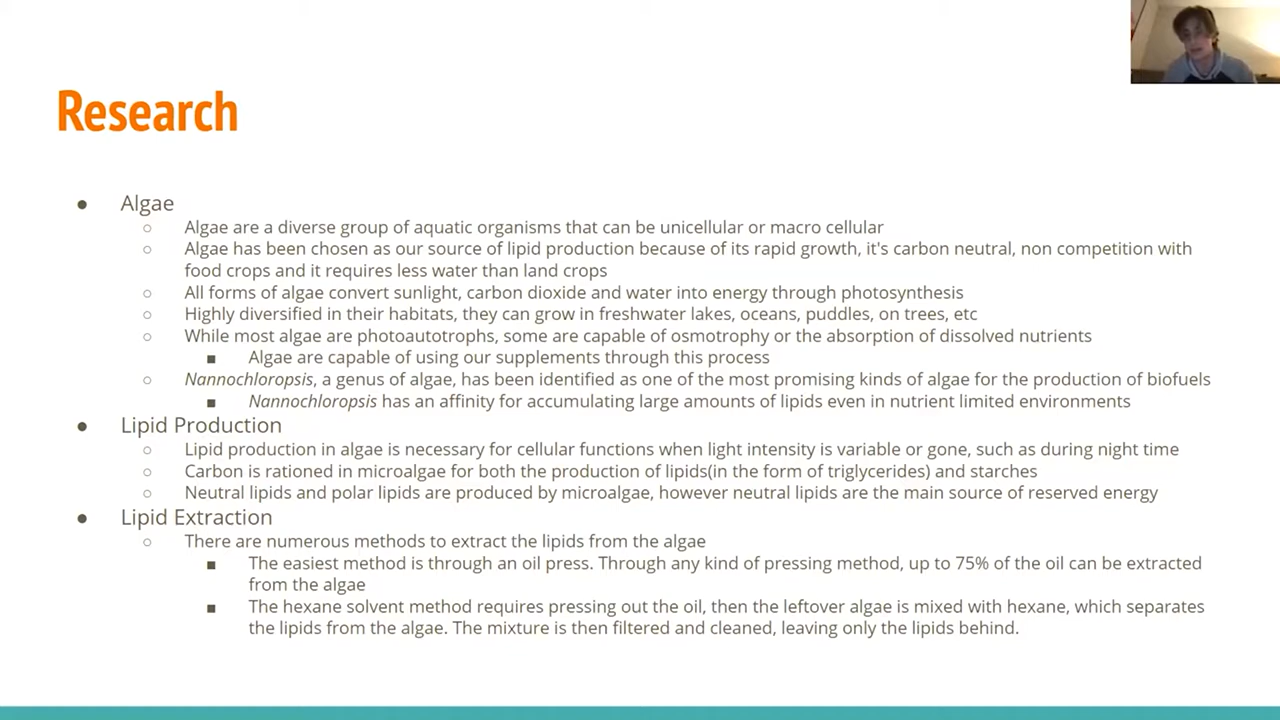 Research
● Algae
○ Algae are a diverse group of aquatic organisms that can be unicellular or macro cellular
○ Algae has been chosen as our source of lipid production because of its rapid growth, it's carbon neutral, non competition with
food crops and it requires less water than land crops
○ All forms of algae convert sunlight, carbon dioxide and water into energy through photosynthesis
○ Highly diversified in their habitats, they can grow in freshwater lakes, oceans, puddles, on trees, etc
○ While most algae are photoautotrophs, some are capable of osmotrophy or the absorption of dissolved nutrients
■ Algae are capable of using our supplements through this process
○ Nannochloropsis, a genus of algae, has been identified as one of the most promising kinds of algae for the production of biofuels
■ Nannochloropsis has an affinity for accumulating large amounts of lipids even in nutrient limited environments
● Lipid Production
○ Lipid production in algae is necessary for cellular functions when light intensity is variable or gone, such as during night time
○ Carbon is rationed in microalgae for both the production of lipids(in the form of triglycerides) and starches
○ Neutral lipids and polar lipids are produced by microalgae, however neutral lipids are the main source of reserved energy
● Lipid Extraction
○ There are numerous methods to extract the lipids from the algae
■ The easiest method is through an oil press. Through any kind of pressing method, up to 75% of the oil can be extracted
from the algae
■ The hexane solvent method requires pressing out the oil, then the leftover algae is mixed with hexane, which separates
the lipids from the algae. The mixture is then filtered and cleaned, leaving only the lipids behind.